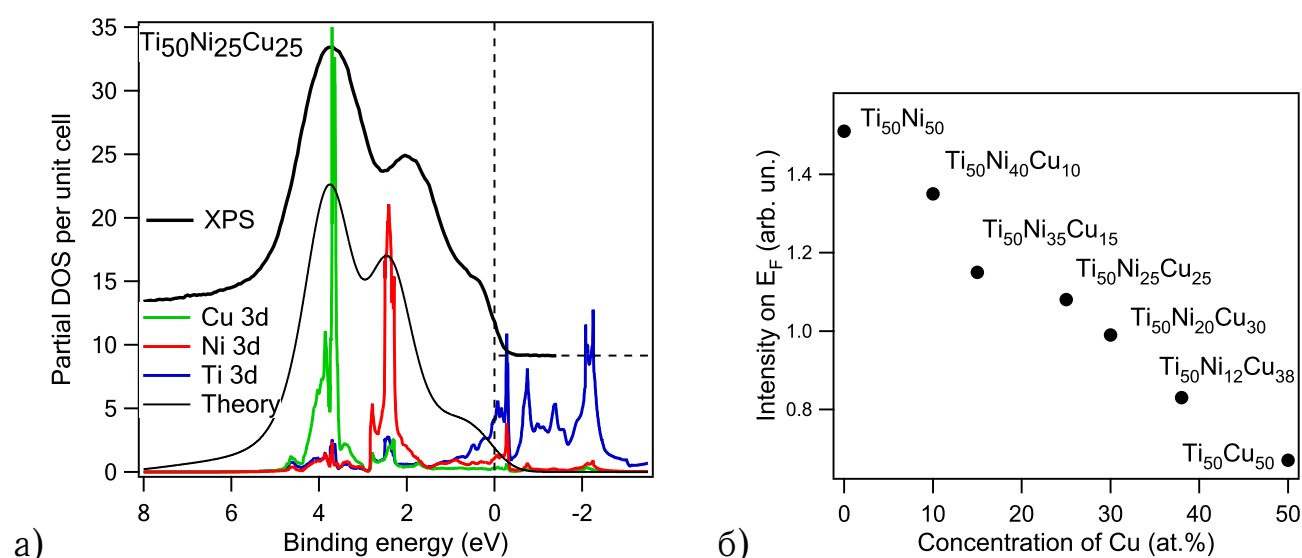 Ti50Ni25Cu25
35
30
25
20
15
10
5
0
Partial DOS per unit cell
XPS
Cu 3d
Ni 3d
Ti 3d
Theory
8 6 4 2 0 -2
Binding energy (eV)
а)
Intensity on EF (arb. un.)
1.4
1.2
1.0
0.8
Ti50Ni50
Ti50Ni40Cu10
Ti50Ni35Cu15
Ti50Ni25Cu25
Ti50Ni20Cu30
Ti50Ni12Cu38
Ti50Cu50
0 10 20 30 40 50
Concentration of Cu (at.%)
б)